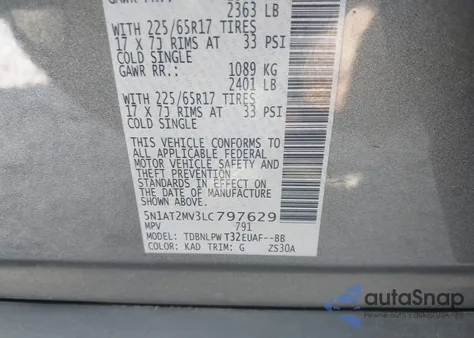 2363 LB
WITH 225/65R17 TIRES
17 X 7J RIMS AT 33 PSI
COLD SINGLE
GAWR RR.: 1089 KG
2401 LB
WITH 225/65R17 TIRES
17 X 7J RIMS AT 33 PSI
COLD SINGLE
THIS VEHICLE CONFORMS TO
ALL APPLICABLE FEDERAL
MOTOR VEHICLE SAFETY AND
THEFT PREVENTION
STANDARDS IN EFFECT ON
THE DATE OF MANUFACTURE
SHOWN ABOVE.
5N1AT2MV3LC797629
MPV 791
MODEL: TDBNLPW T32EUAF--BB
COLOR: KAD TRIM: G ZS30A
autoSnap